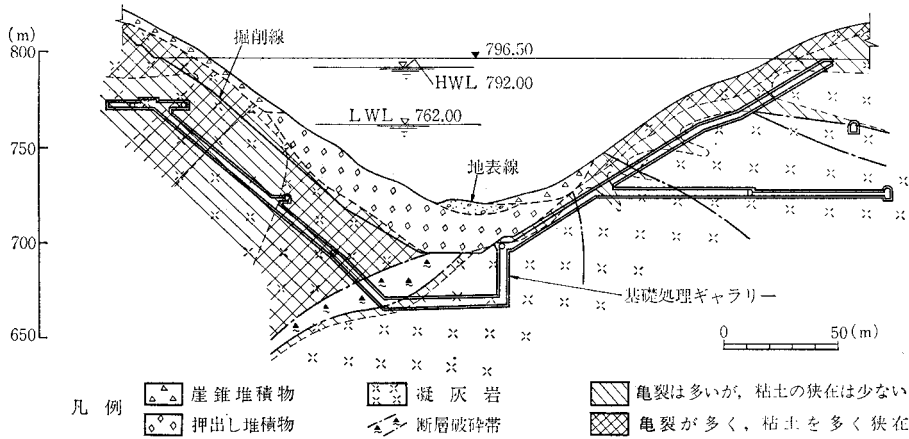 (m)
800
750
700
650
掘削線
796.50
HWL 792.00
LWL 762.00
地表線
基礎処理ギャラリー
0 50(m)
凡例
崖錐堆積物
凝灰岩
亀裂は多いが，粘土の狭在は少ない
押出し堆積物
断層破砕帯
亀裂が多く，粘土を多く狭在